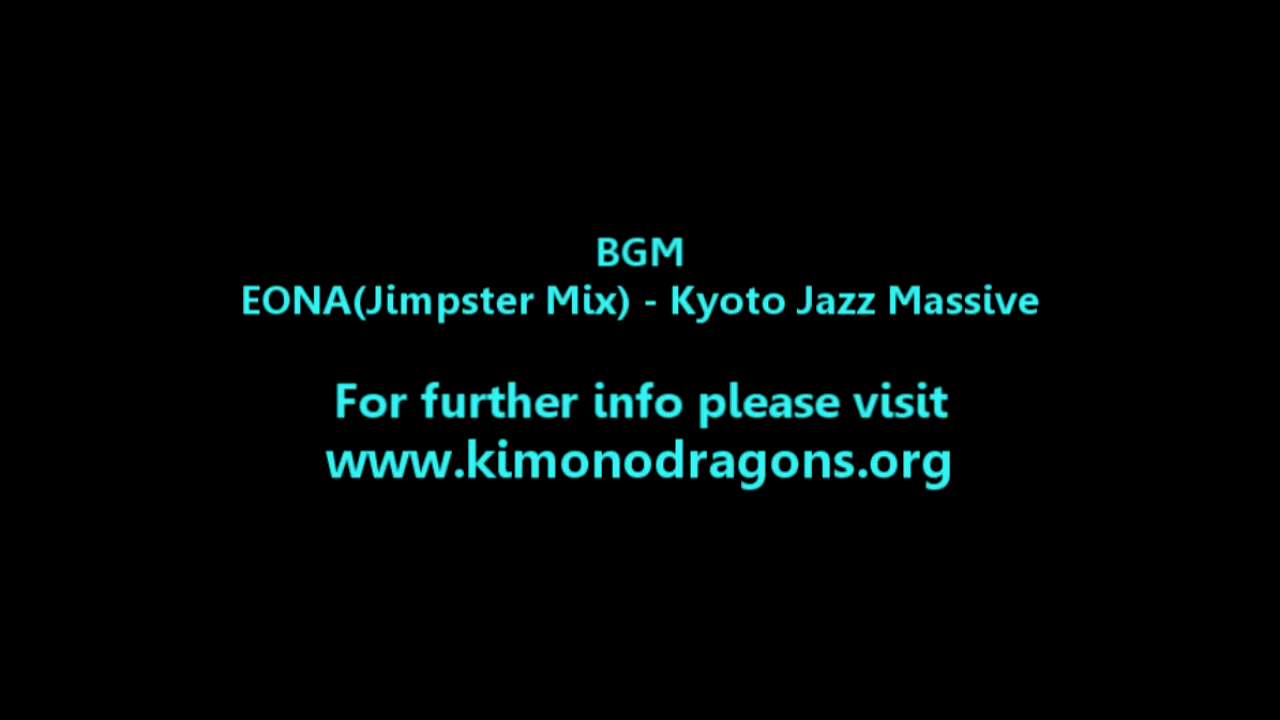 BGM
EONA(Jimpster Mix) - Kyoto Jazz Massive
For further info please visit
www.kimonodragons.org